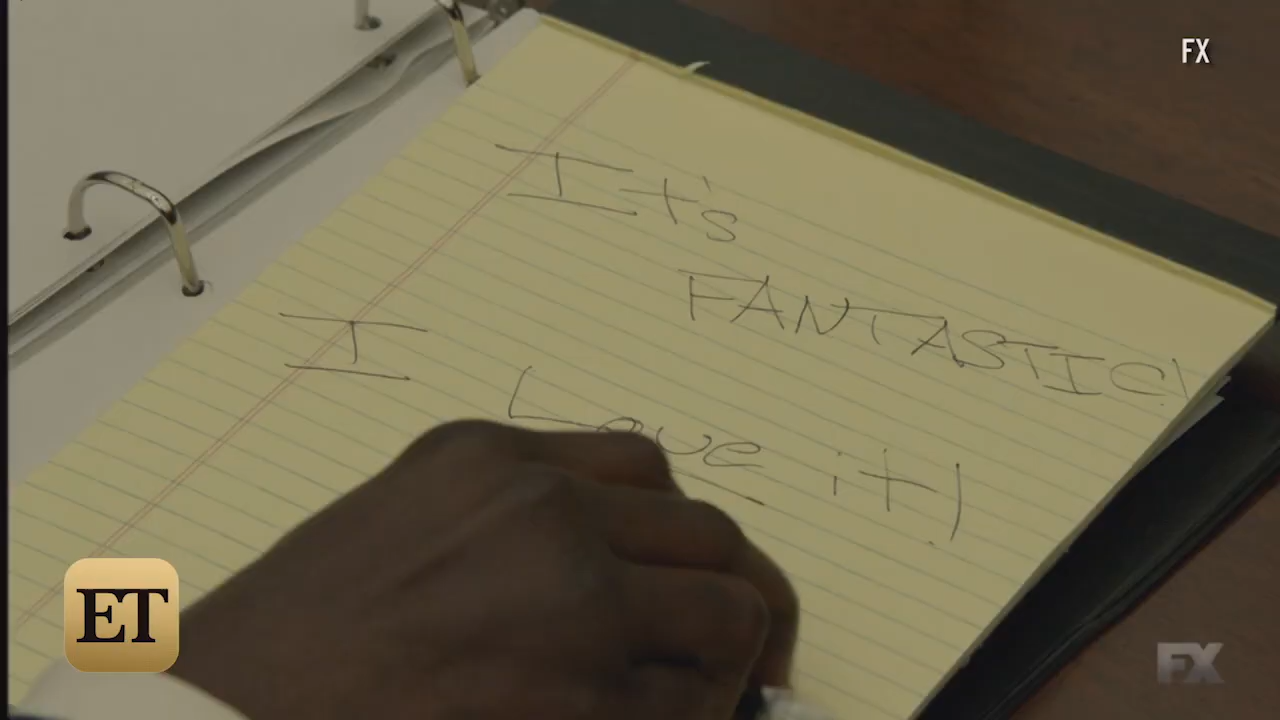 FX
It's
FANTASTIC!
I Love it!
ET
FX